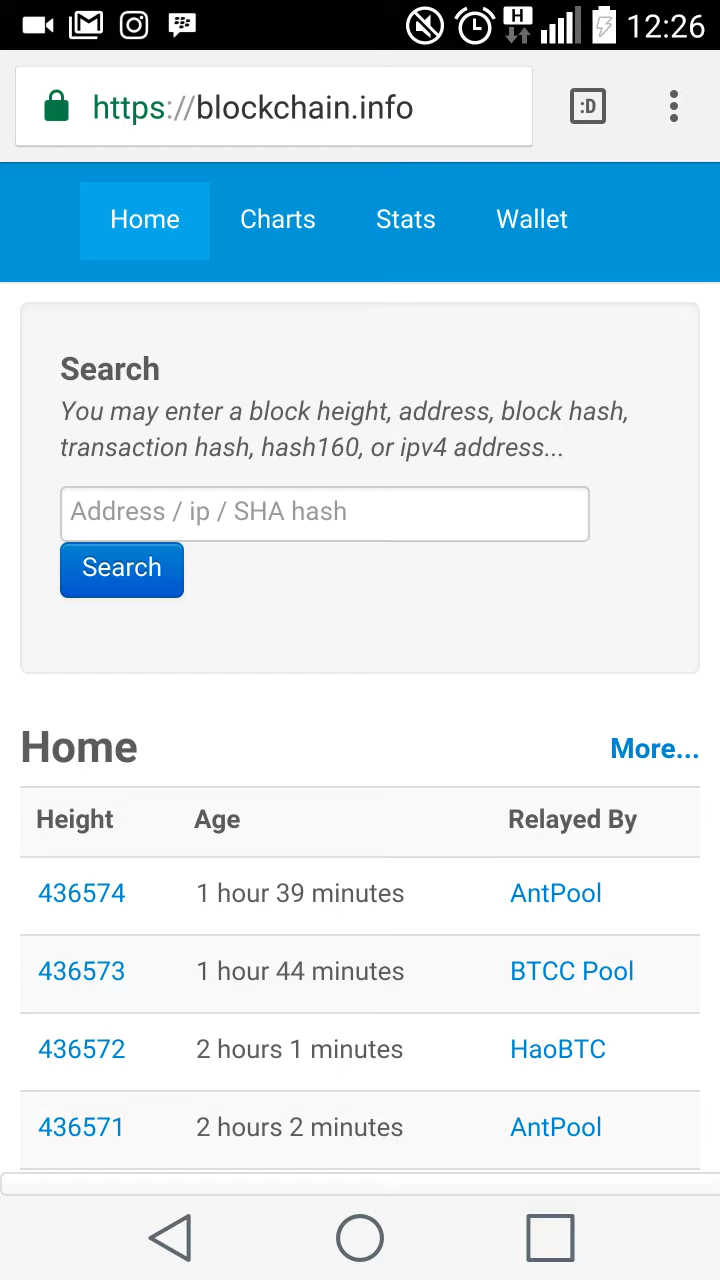 H 12:26
https://blockchain.info :D
Home Charts Stats Wallet
Search
You may enter a block height, address, block hash,
transaction hash, hash160, or ipv4 address...
Address / ip / SHA hash
Search
Home More...
Height Age Relayed By
436574 1 hour 39 minutes AntPool
436573 1 hour 44 minutes BTCC Pool
436572 2 hours 1 minutes HaoBTC
436571 2 hours 2 minutes AntPool